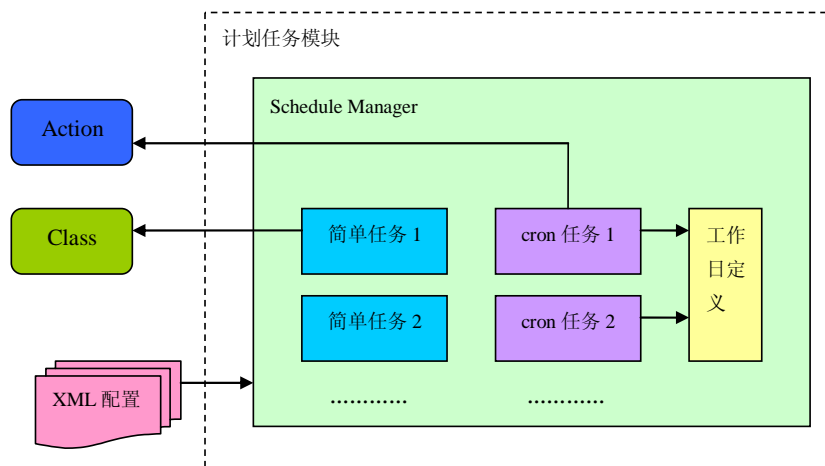 计划任务模块
Schedule Manager
Action
Class
简单任务 1
cron 任务 1
工作
日定
义
简单任务 2
cron 任务 2
XML 配置
…………
…………